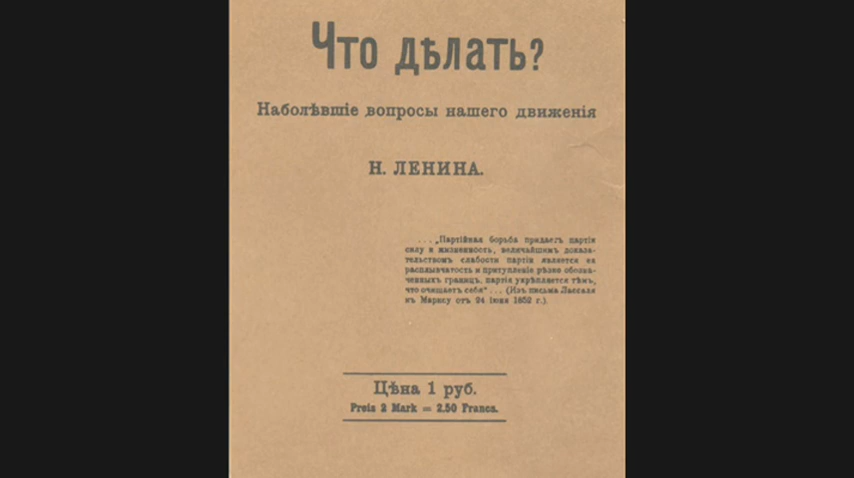 Что дѣлать?
Наболѣвшіе вопросы нашего движенія
Н. ЛЕНИНА.
. . . „Партійная борьба придаетъ партіи
силу и жизненность, величайшимъ доказа-
тельствомъ слабости партіи является ея
расплывчатость и притупленіе рѣзко обозна-
ченныхъ границъ, партія укрѣпляется тѣмъ,
что очищаетъ себя“ . . . (Изъ письма Лассаля
къ Марксу отъ 24 іюня 1852 г.).
Цѣна 1 руб.
Preis 2 Mark = 2.50 Francs.